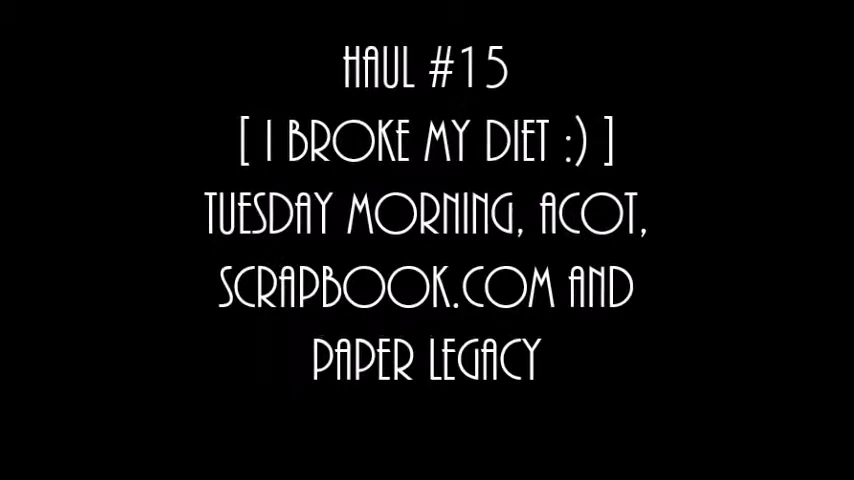 HAUL #15
[ I BROKE MY DIET :) ]
TUESDAY MORNING, ACOT,
SCRAPBOOK.COM AND
PAPER LEGACY